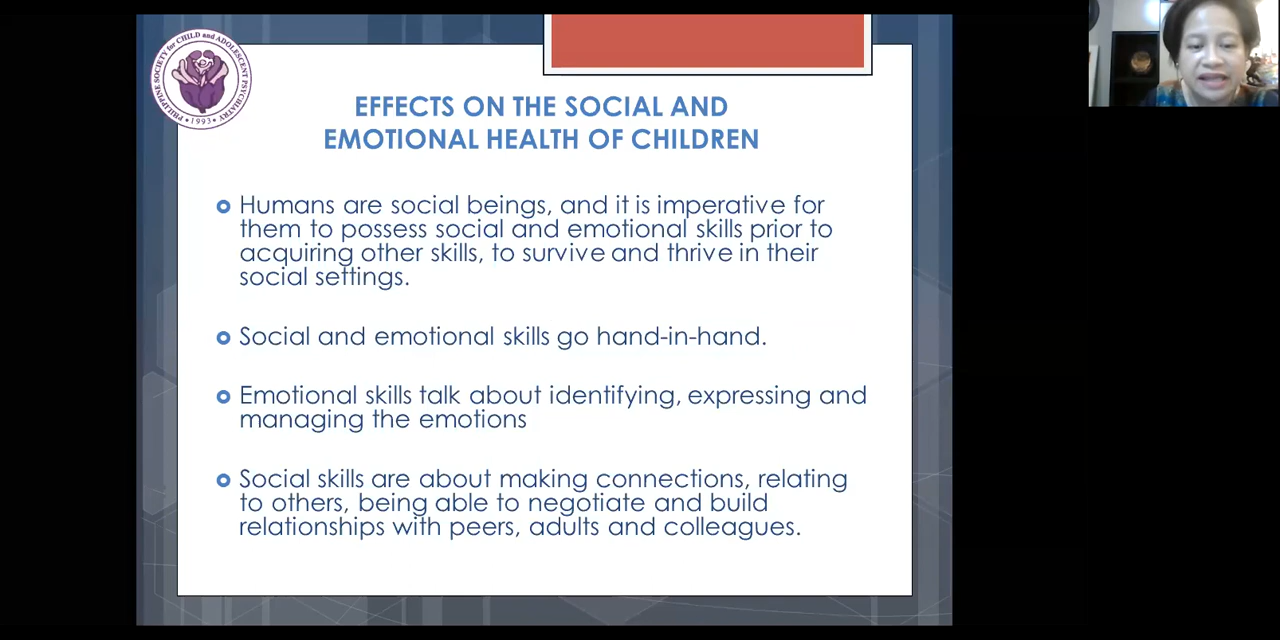 PHILIPPINE SOCIETY for CHILD and ADOLESCENT PSYCHIATRY
• 1993 •
EFFECTS ON THE SOCIAL AND
EMOTIONAL HEALTH OF CHILDREN
Humans are social beings, and it is imperative for
them to possess social and emotional skills prior to
acquiring other skills, to survive and thrive in their
social settings.
Social and emotional skills go hand-in-hand.
Emotional skills talk about identifying, expressing and
managing the emotions
Social skills are about making connections, relating
to others, being able to negotiate and build
relationships with peers, adults and colleagues.